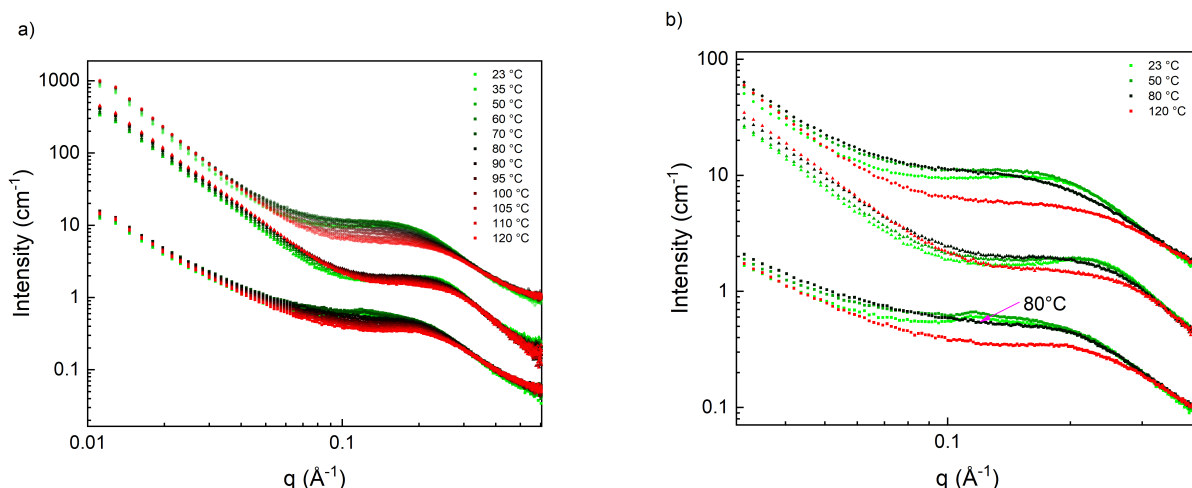 a)
1000
100
10
1
0.1
0.01
0.1
Intensity (cm⁻¹)
q (Å⁻¹)
23 °C
35 °C
50 °C
60 °C
70 °C
80 °C
90 °C
95 °C
100 °C
105 °C
110 °C
120 °C
b)
100
10
1
0.1
0.1
Intensity (cm⁻¹)
q (Å⁻¹)
23 °C
50 °C
80 °C
120 °C
80°C